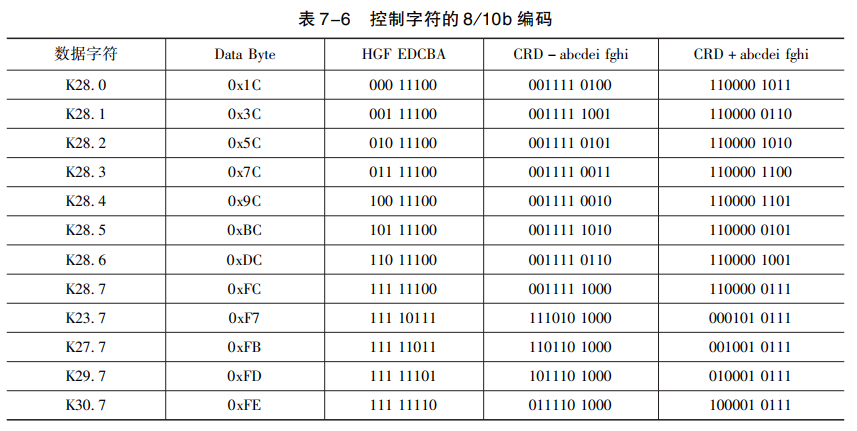 表 7-6 控制字符的 8/10b 编码
数据字符 Data Byte HGF EDCBA CRD - abcdei fghi CRD + abcdei fghi
K28. 0 0x1C 000 11100 001111 0100 110000 1011
K28. 1 0x3C 001 11100 001111 1001 110000 0110
K28. 2 0x5C 010 11100 001111 0101 110000 1010
K28. 3 0x7C 011 11100 001111 0011 110000 1100
K28. 4 0x9C 100 11100 001111 0010 110000 1101
K28. 5 0xBC 101 11100 001111 1010 110000 0101
K28. 6 0xDC 110 11100 001111 0110 110000 1001
K28. 7 0xFC 111 11100 001111 1000 110000 0111
K23. 7 0xF7 111 10111 111010 1000 000101 0111
K27. 7 0xFB 111 11011 110110 1000 001001 0111
K29. 7 0xFD 111 11101 101110 1000 010001 0111
K30. 7 0xFE 111 11110 011110 1000 100001 0111